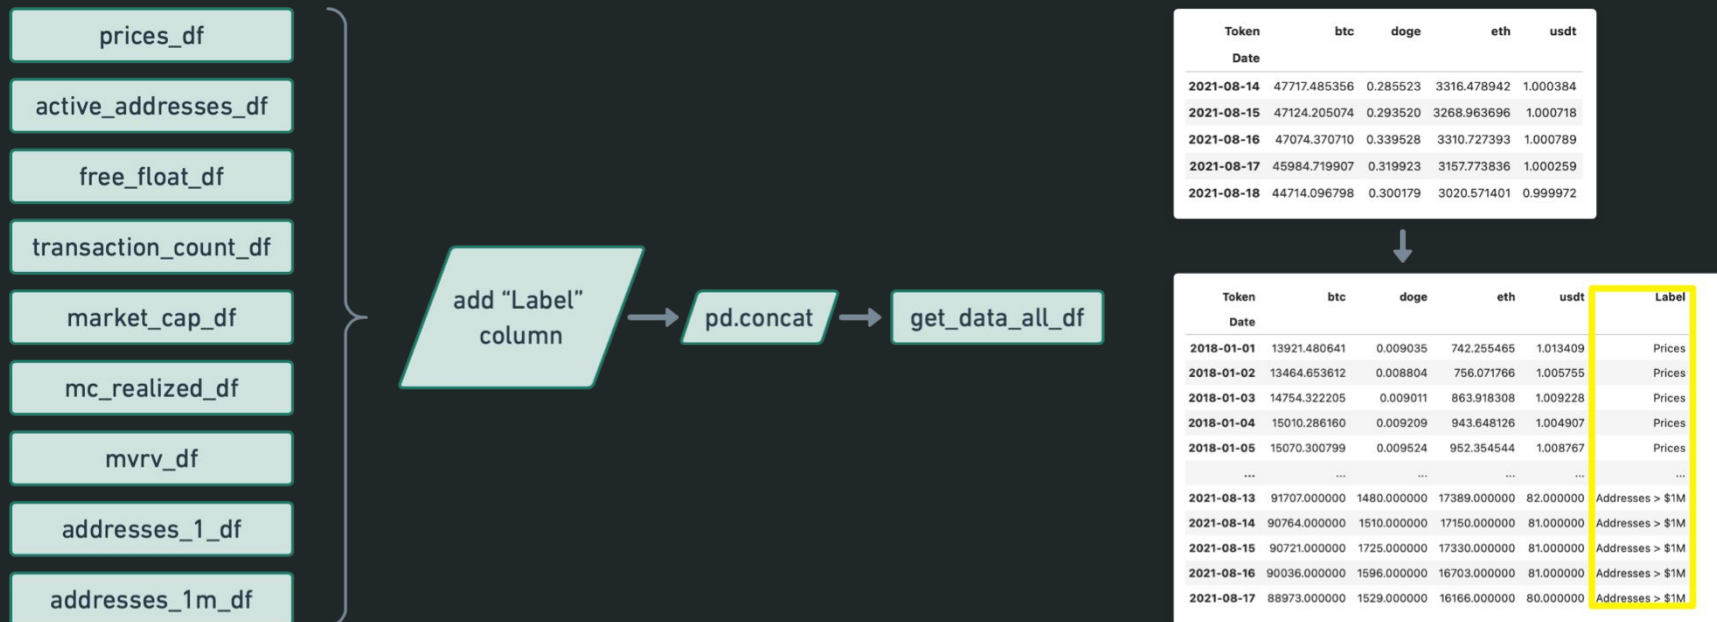 prices_df
active_addresses_df
free_float_df
transaction_count_df
market_cap_df
mc_realized_df
mvrv_df
addresses_1_df
addresses_1m_df
add “Label”
column
pd.concat
get_data_all_df
Token btc doge eth usdt
Date
2021-08-14 47717.485356 0.285523 3316.478942 1.000384
2021-08-15 47124.205074 0.293520 3268.963696 1.000718
2021-08-16 47074.370710 0.339528 3310.727393 1.000789
2021-08-17 45984.719907 0.319923 3157.773836 1.000259
2021-08-18 44714.096798 0.300179 3020.571401 0.999972
Token btc doge eth usdt Label
Date
2018-01-01 13921.480641 0.009035 742.255465 1.013409 Prices
2018-01-02 13464.653612 0.008804 756.071766 1.005755 Prices
2018-01-03 14754.322205 0.009011 863.918308 1.009228 Prices
2018-01-04 15010.286160 0.009209 943.648126 1.004907 Prices
2018-01-05 15070.300799 0.009524 952.354544 1.008767 Prices
... ... ... ... ... ...
2021-08-13 91707.000000 1480.000000 17389.000000 82.000000 Addresses > $1M
2021-08-14 90764.000000 1510.000000 17150.000000 81.000000 Addresses > $1M
2021-08-15 90721.000000 1725.000000 17330.000000 81.000000 Addresses > $1M
2021-08-16 90036.000000 1596.000000 16703.000000 81.000000 Addresses > $1M
2021-08-17 88973.000000 1529.000000 16166.000000 80.000000 Addresses > $1M